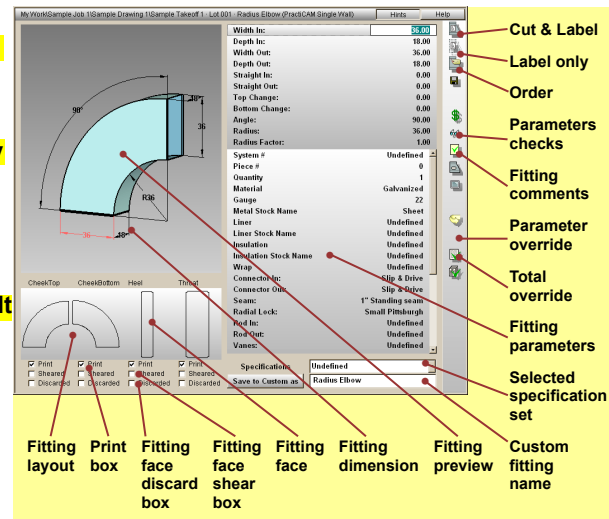 My Work\Sample Job 1\Sample Drawing 1\Sample Takeoff 1 - Lot 001 - Radius Elbow (PractiCAM Single Wall) Hints Help
Width In: 36.00
Depth In: 18.00
Width Out: 36.00
Depth Out: 18.00
Straight In: 0.00
Straight Out: 0.00
Top Change: 0.00
Bottom Change: 0.00
Angle: 90.00
Radius: 36.00
Radius Factor: 1.00
System # Undefined
Piece # 0
Quantity 1
Material Galvanized
Gauge 22
Metal Stock Name Sheet
Liner Undefined
Liner Stock Name Undefined
Insulation Undefined
Insulation Stock Name Undefined
Wrap Undefined
Connector In: Slip & Drive
Connector Out: Slip & Drive
Seam: 1" Standing seam
Radial Lock: Small Pittsburgh
Rod In: Undefined
Rod Out: Undefined
Vanes: Undefined
Specifications Undefined
Save to Custom as Radius Elbow
90°
18"
36
R36
36
18"
CheekTop CheekBottom Heel Throat
Print Print Print Print
Sheared Sheared Sheared Sheared
Discarded Discarded Discarded Discarded
lt
Cut & Label
Label only
Order
Parameters
checks
Fitting
comments
Parameter
override
Total
override
Fitting
parameters
Selected
specification
set
Custom
fitting
name
Fitting
layout
Print
box
Fitting
face
discard
box
Fitting
face
shear
box
Fitting
face
Fitting
dimension
Fitting
preview